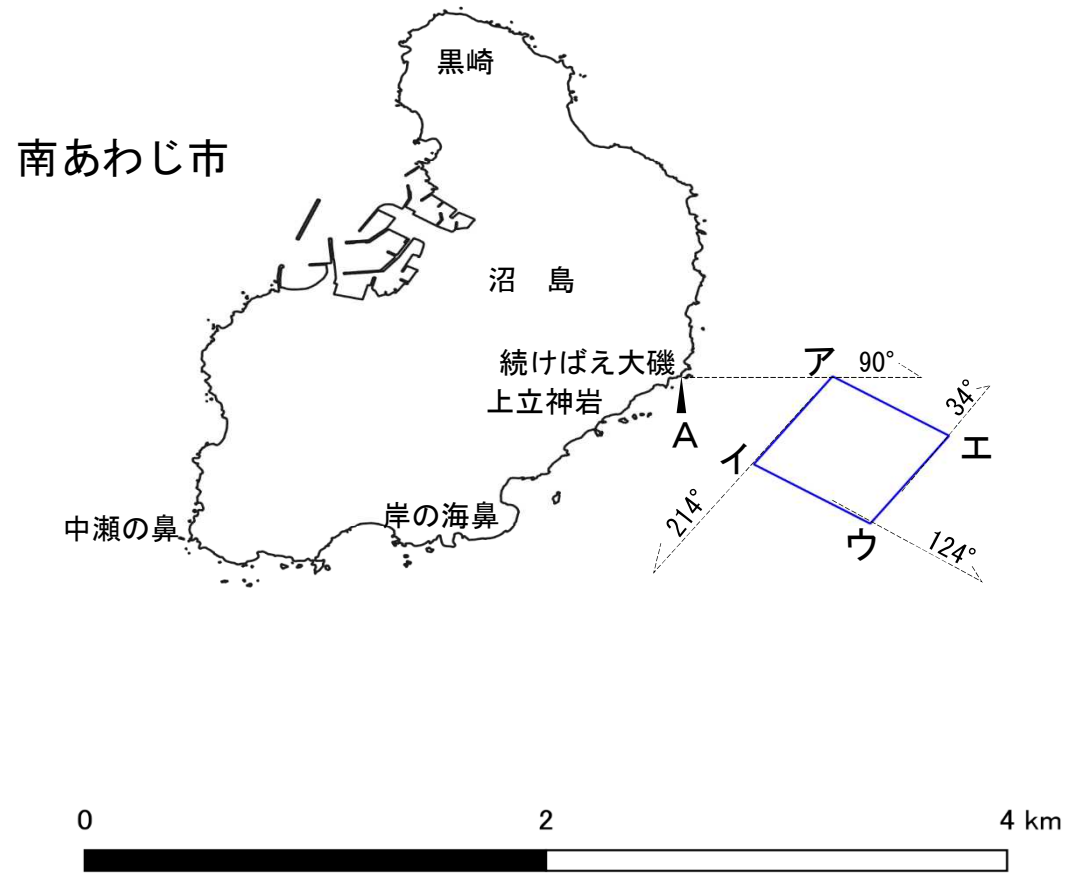 黒崎
南あわじ市
沼 島
続けばえ大磯
上立神岩
A
ア
90°
34°
イ
エ
214°
岸の海鼻
中瀬の鼻
ウ
124°
0 2 4 km